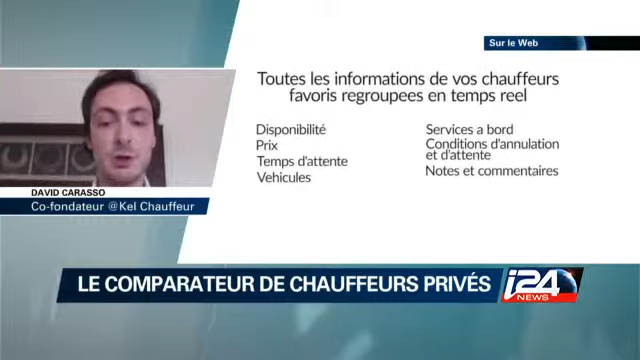 Sur le Web
Toutes les informations de vos chauffeurs
favoris regroupees en temps reel
Disponibilité
Prix
Temps d'attente
Vehicules
Services a bord
Conditions d'annulation
et d'attente
Notes et commentaires
DAVID CARASSO
Co-fondateur @Kel Chauffeur
LE COMPARATEUR DE CHAUFFEURS PRIVÉS
i24
NEWS